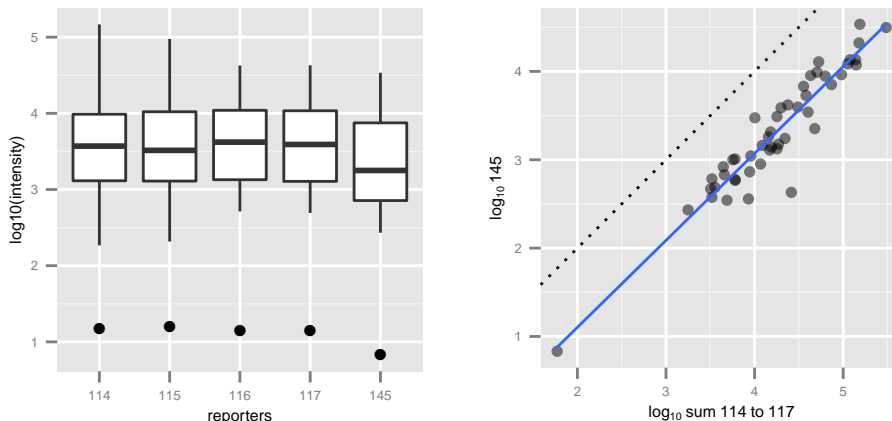 log10(intensity)
5
4
3
2
1
114 115 116 117 145
reporters
log₁₀ 145
4
3
2
1
2 3 4 5
log₁₀ sum 114 to 117